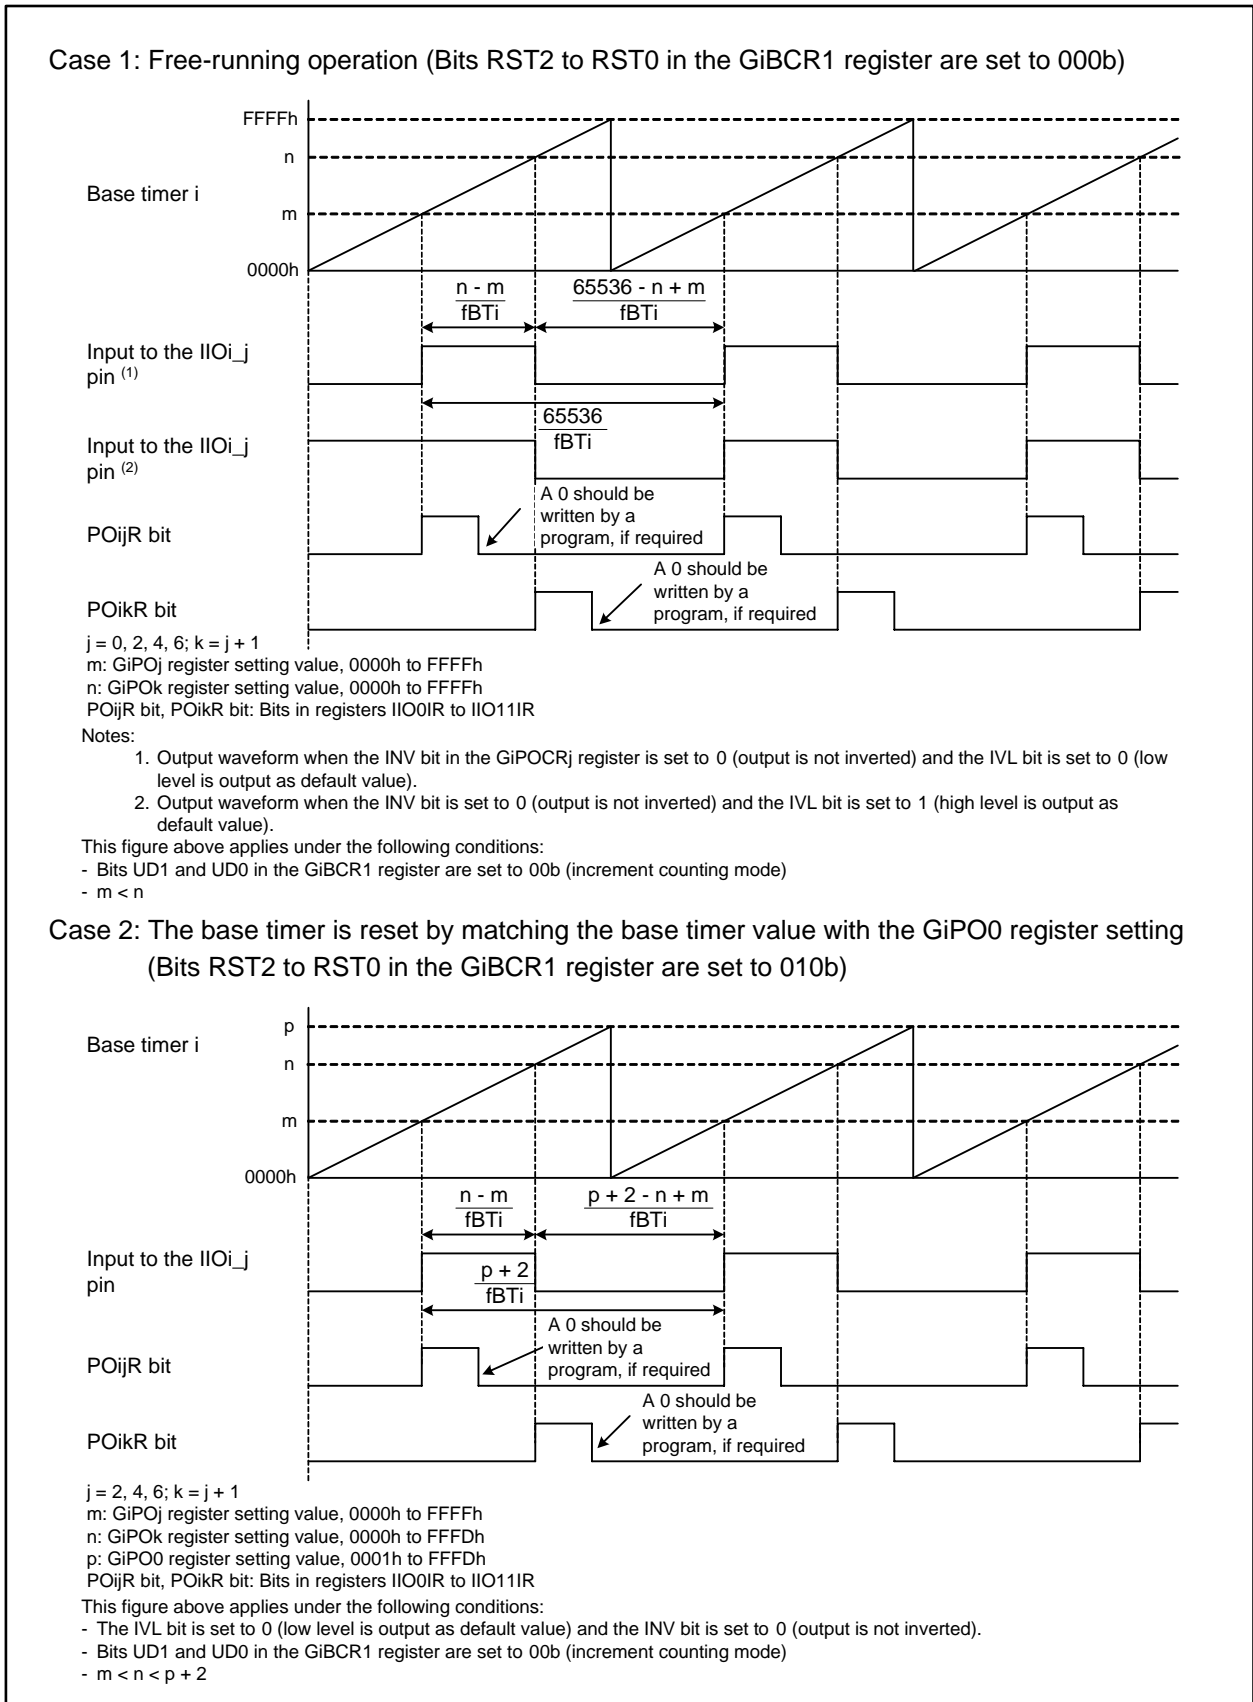 Case 1: Free-running operation (Bits RST2 to RST0 in the GiBCR1 register are set to 000b)
FFFFh
n
Base timer i
m
0000h
n - m
fBTi
65536 - n + m
fBTi
Input to the IIOi_j
pin (1)
65536
fBTi
Input to the IIOi_j
pin (2)
A 0 should be
written by a
program, if required
POijR bit
A 0 should be
written by a
program, if required
POikR bit
j = 0, 2, 4, 6; k = j + 1
m: GiPOj register setting value, 0000h to FFFFh
n: GiPOk register setting value, 0000h to FFFFh
POijR bit, POikR bit: Bits in registers IIO0IR to IIO11IR
Notes:
1. Output waveform when the INV bit in the GiPOCRj register is set to 0 (output is not inverted) and the IVL bit is set to 0 (low
level is output as default value).
2. Output waveform when the INV bit is set to 0 (output is not inverted) and the IVL bit is set to 1 (high level is output as
default value).
This figure above applies under the following conditions:
- Bits UD1 and UD0 in the GiBCR1 register are set to 00b (increment counting mode)
- m < n
Case 2: The base timer is reset by matching the base timer value with the GiPO0 register setting
(Bits RST2 to RST0 in the GiBCR1 register are set to 010b)
p
Base timer i
n
m
0000h
n - m
fBTi
p + 2 - n + m
fBTi
Input to the IIOi_j
pin
p + 2
fBTi
A 0 should be
written by a
program, if required
POijR bit
A 0 should be
written by a
program, if required
POikR bit
j = 2, 4, 6; k = j + 1
m: GiPOj register setting value, 0000h to FFFFh
n: GiPOk register setting value, 0000h to FFFDh
p: GiPO0 register setting value, 0001h to FFFDh
POijR bit, POikR bit: Bits in registers IIO0IR to IIO11IR
This figure above applies under the following conditions:
- The IVL bit is set to 0 (low level is output as default value) and the INV bit is set to 0 (output is not inverted).
- Bits UD1 and UD0 in the GiBCR1 register are set to 00b (increment counting mode)
- m < n < p + 2